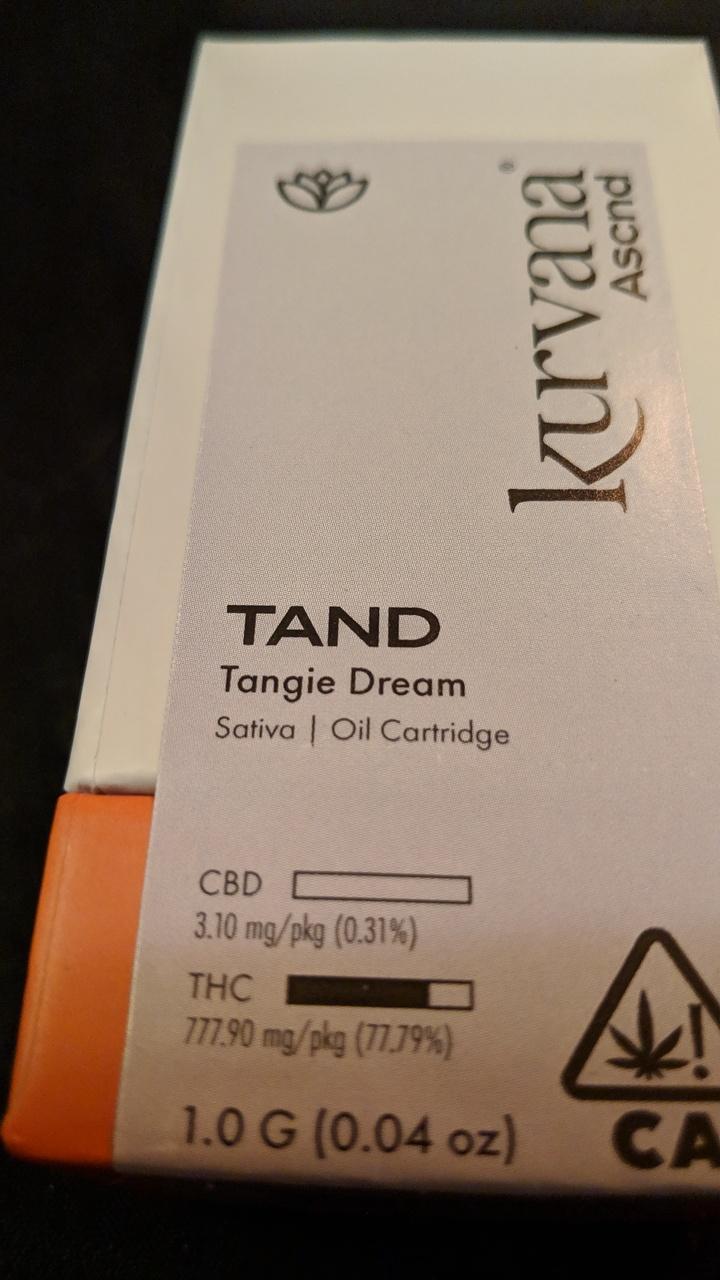 kurvana®
Ascnd
TAND
Tangie Dream
Sativa | Oil Cartridge
CBD
3.10 mg/pkg (0.31%)
THC
777.90 mg/pkg (77.79%)
1.0 G (0.04 oz)
!
CA